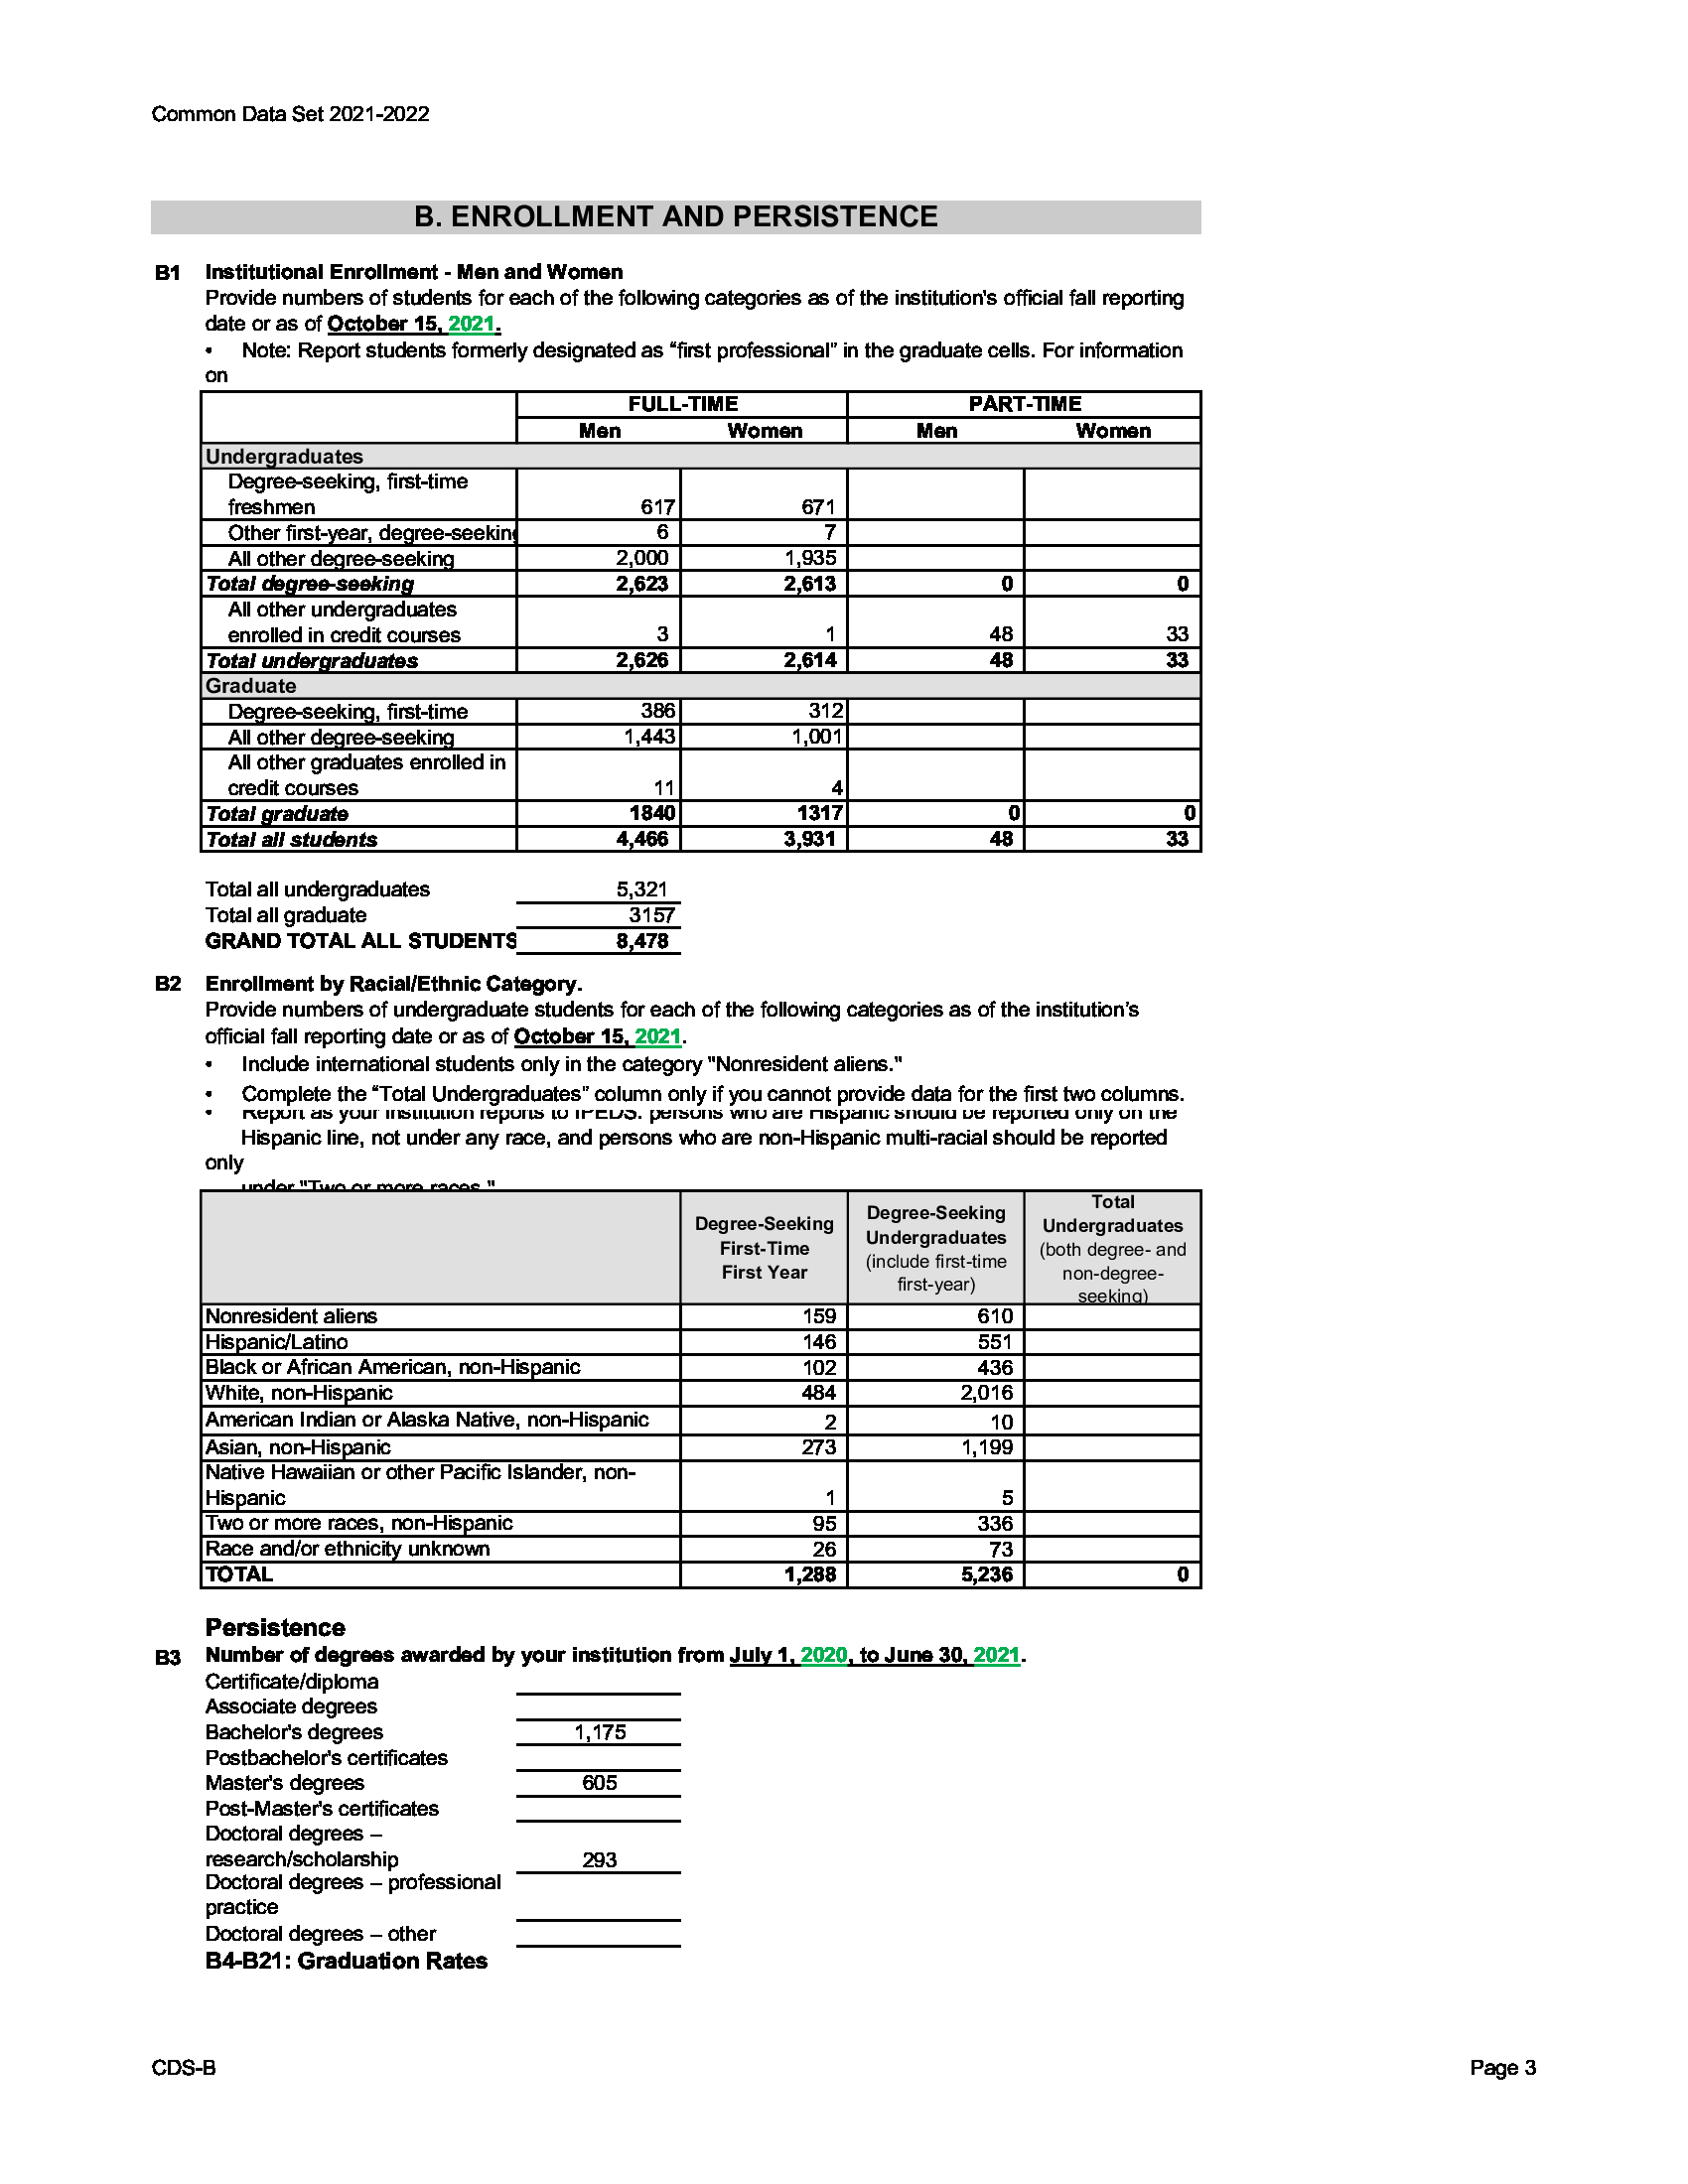 Common Data Set 2021-2022
B. ENROLLMENT AND PERSISTENCE
B1 Institutional Enrollment - Men and Women
Provide numbers of students for each of the following categories as of the institution's official fall reporting
date or as of October 15, 2021.
• Note: Report students formerly designated as “first professional” in the graduate cells. For information
on
FULL-TIME PART-TIME
Men Women Men Women
Undergraduates
Degree-seeking, first-time
freshmen 617 671
Other first-year, degree-seeking 6 7
All other degree-seeking 2,000 1,935
Total degree-seeking 2,623 2,613 0 0
All other undergraduates
enrolled in credit courses 3 1 48 33
Total undergraduates 2,626 2,614 48 33
Graduate
Degree-seeking, first-time 386 312
All other degree-seeking 1,443 1,001
All other graduates enrolled in
credit courses 11 4
Total graduate 1840 1317 0 0
Total all students 4,466 3,931 48 33
Total all undergraduates 5,321
Total all graduate 3157
GRAND TOTAL ALL STUDENTS 8,478
B2 Enrollment by Racial/Ethnic Category.
Provide numbers of undergraduate students for each of the following categories as of the institution’s
official fall reporting date or as of October 15, 2021.
• Include international students only in the category "Nonresident aliens."
• Complete the “Total Undergraduates” column only if you cannot provide data for the first two columns.
• Report as your institution reports to IPEDS: persons who are Hispanic should be reported only on the
Hispanic line, not under any race, and persons who are non-Hispanic multi-racial should be reported
only
under "Two or more races."
Degree-Seeking
First-Time
First Year
Degree-Seeking
Undergraduates
(include first-time
first-year)
Total
Undergraduates
(both degree- and
non-degree-
seeking)
Nonresident aliens 159 610
Hispanic/Latino 146 551
Black or African American, non-Hispanic 102 436
White, non-Hispanic 484 2,016
American Indian or Alaska Native, non-Hispanic 2 10
Asian, non-Hispanic 273 1,199
Native Hawaiian or other Pacific Islander, non-
Hispanic 1 5
Two or more races, non-Hispanic 95 336
Race and/or ethnicity unknown 26 73
TOTAL 1,288 5,236 0
Persistence
B3 Number of degrees awarded by your institution from July 1, 2020, to June 30, 2021.
Certificate/diploma
Associate degrees
Bachelor's degrees 1,175
Postbachelor's certificates
Master's degrees 605
Post-Master's certificates
Doctoral degrees –
research/scholarship 293
Doctoral degrees – professional
practice
Doctoral degrees – other
B4-B21: Graduation Rates
CDS-B Page 3